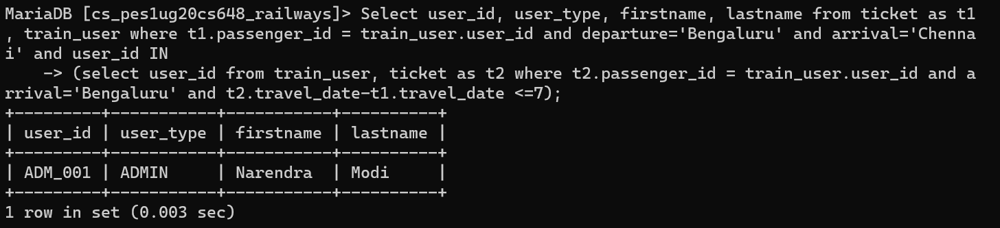 MariaDB [cs_pes1ug20cs648_railways]> Select user_id, user_type, firstname, lastname from ticket as t1
, train_user where t1.passenger_id = train_user.user_id and departure='Bengaluru' and arrival='Chenna
i' and user_id IN
    -> (select user_id from train_user, ticket as t2 where t2.passenger_id = train_user.user_id and a
rrival='Bengaluru' and t2.travel_date-t1.travel_date <=7);
+---------+-----------+-----------+----------+
| user_id | user_type | firstname | lastname |
+---------+-----------+-----------+----------+
| ADM_001 | ADMIN     | Narendra  | Modi     |
+---------+-----------+-----------+----------+
1 row in set (0.003 sec)